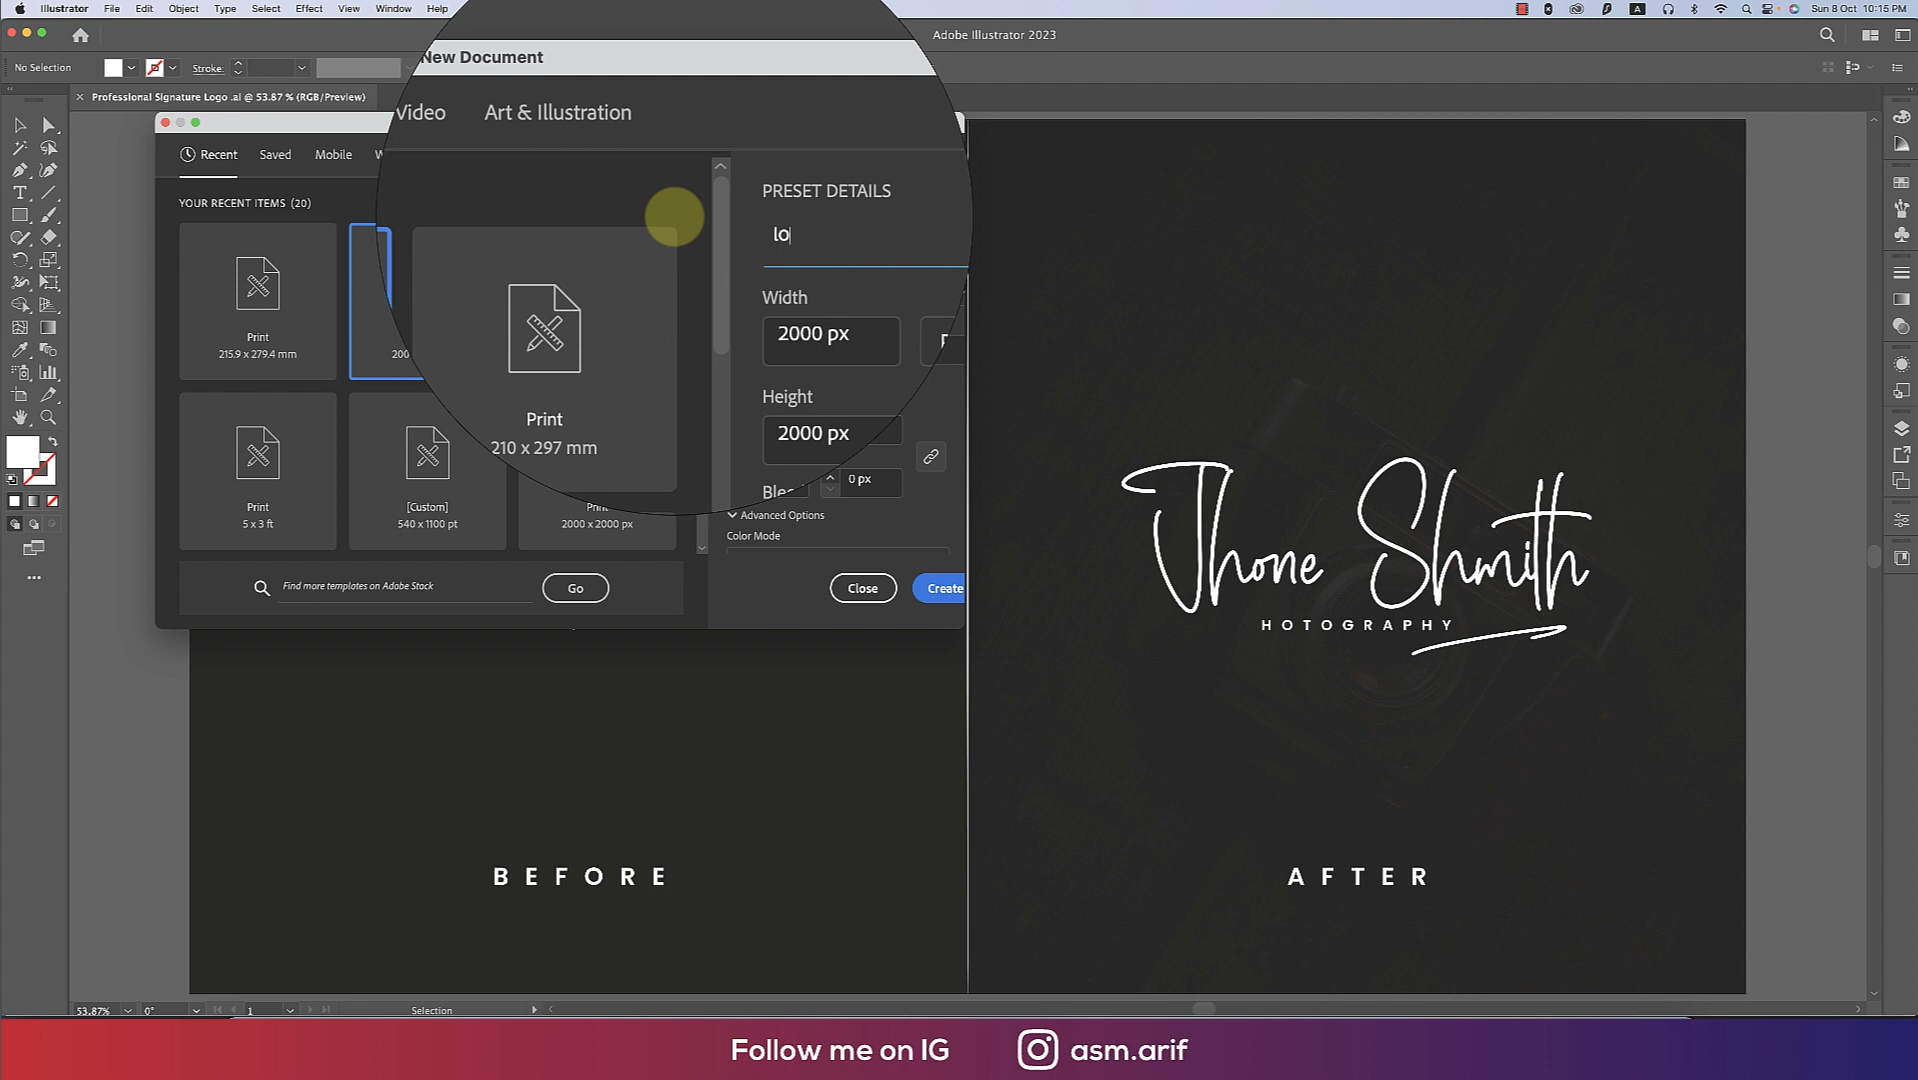 Illustrator File Edit Object Type Select Effect View Window Help
A
Sun 8 Oct 10:15 PM
Adobe Illustrator 2023
No Selection
Stroke:
Professional Signature Logo .ai @ 53.87 % (RGB/Preview)
New Document
Recent Saved Mobile
Video Art & Illustration
YOUR RECENT ITEMS (20)
PRESET DETAILS
lo
Width
2000 px
Height
2000 px
0 px
Print
215.9 x 279.4 mm
200
Print
210 x 297 mm
Print
5 x 3 ft
[Custom]
540 x 1100 pt
2000 x 2000 px
Advanced Options
Color Mode
Find more templates on Adobe Stock
Go
Close
Create
Jhone Shmith
HOTOGRAPHY
BEFORE
AFTER
53.87%
0°
1
Selection
Follow me on IG
asm.arif